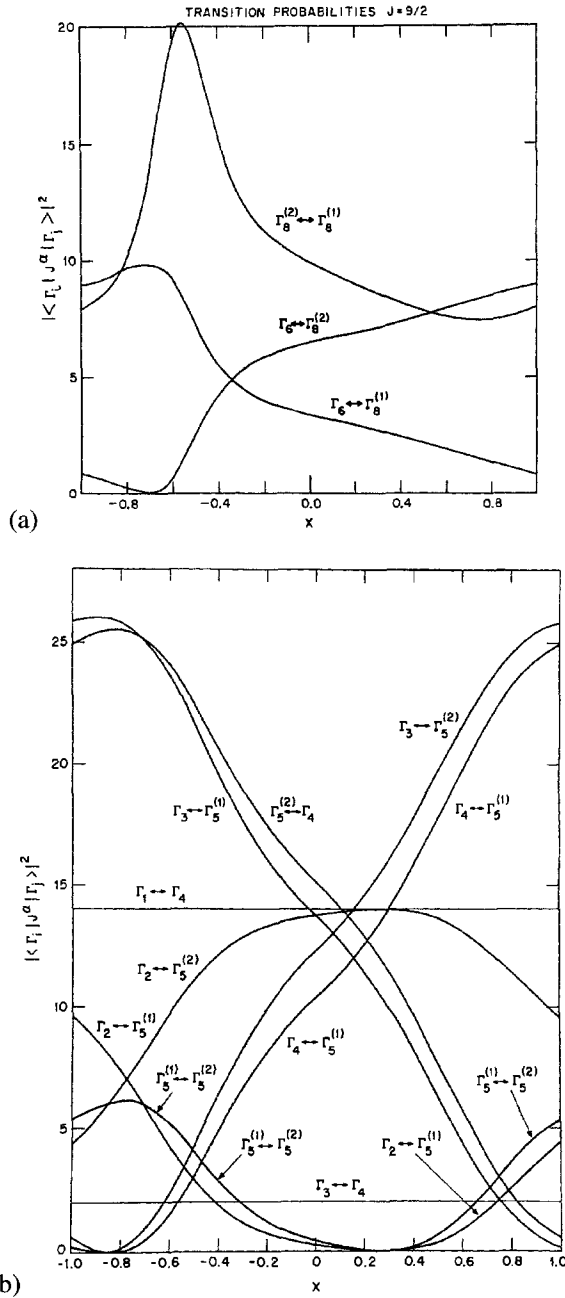 TRANSITION PROBABILITIES J=9/2
20
15
10
5
0
|<Γi|J^α|Γj>|²
Γ8^(2)↔Γ8^(1)
Γ6↔Γ8^(2)
Γ6↔Γ8^(1)
-0.8 -0.4 0.0 0.4 0.8
X
(a)
25
20
15
10
5
0
|<Γi|J^α|Γj>|²
Γ3↔Γ5^(2)
Γ3↔Γ5^(1)
Γ5^(2)↔Γ4
Γ4↔Γ5^(1)
Γ1↔Γ4
Γ2↔Γ5^(2)
Γ2↔Γ5^(1)
Γ4↔Γ5^(1)
Γ5^(1)↔Γ5^(2)
Γ5^(1)↔Γ5^(2)
Γ5^(1)↔Γ5^(2)
Γ2↔Γ5^(1)
Γ3↔Γ4
-1.0 -0.8 -0.6 -0.4 -0.2 0 0.2 0.4 0.6 0.8 1.0
X
b)